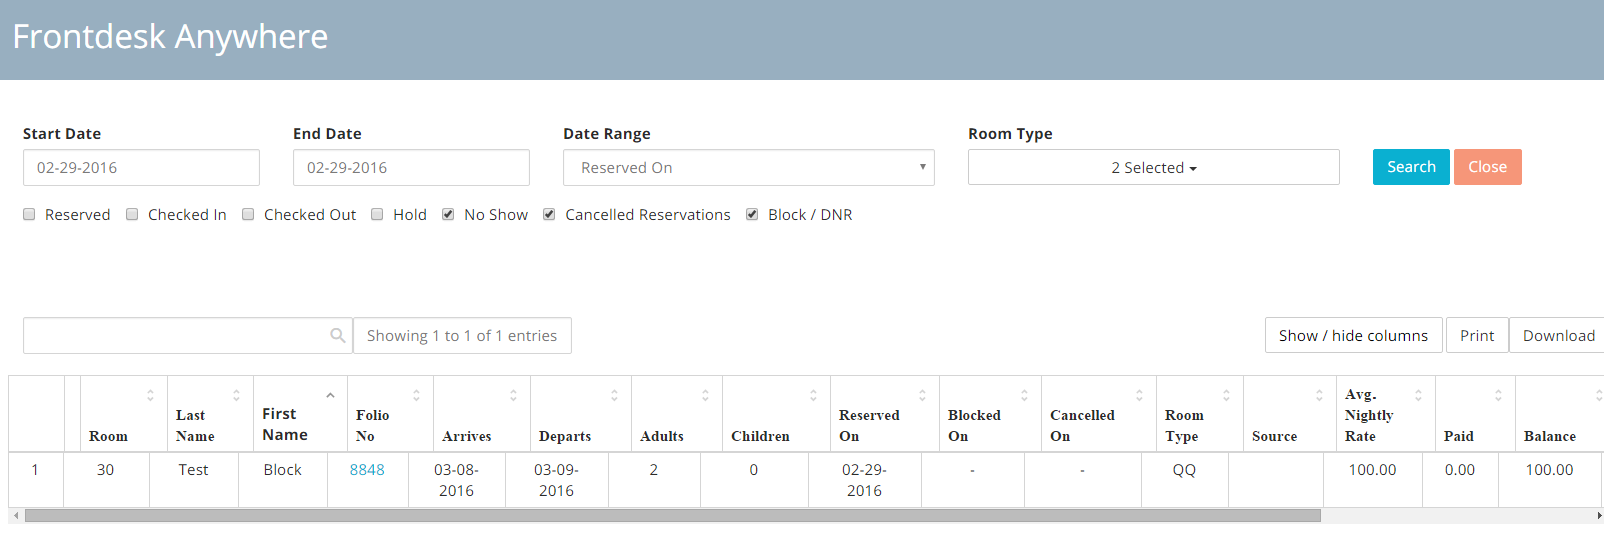 Frontdesk Anywhere
Start Date End Date Date Range Room Type
02-29-2016 02-29-2016 Reserved On 2 Selected Search Close
Reserved Checked In Checked Out Hold No Show Cancelled Reservations Block / DNR
Showing 1 to 1 of 1 entries Show / hide columns Print Download
Room Last Name First Name Folio No Arrives Departs Adults Children Reserved On Blocked On Cancelled On Room Type Source Avg. Nightly Rate Paid Balance
1 30 Test Block 8848 03-08-2016 03-09-2016 2 0 02-29-2016 - - QQ 100.00 0.00 100.00